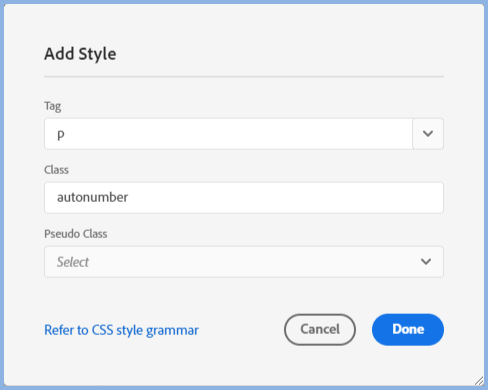 Add Style
Tag
p
Class
autonumber
Pseudo Class
Select
Refer to CSS style grammar
Cancel
Done